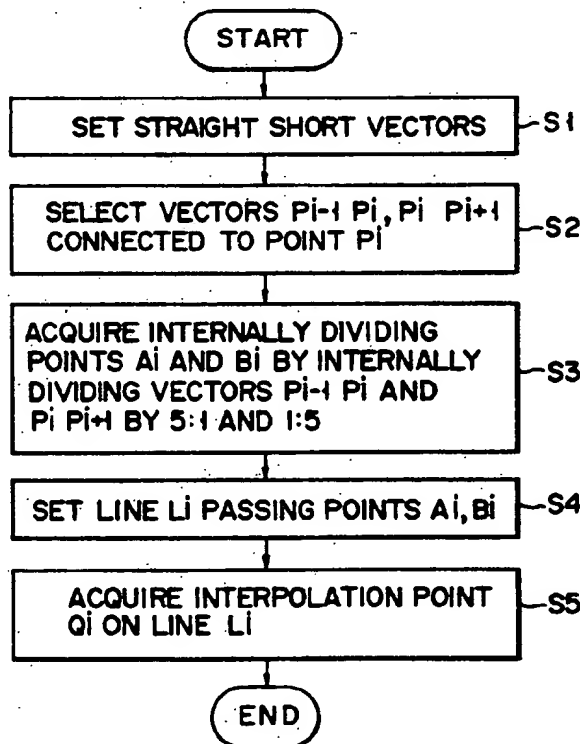 START
SET STRAIGHT SHORT VECTORS
S1
SELECT VECTORS Pi-1 Pi, Pi Pi+1
CONNECTED TO POINT Pi
S2
ACQUIRE INTERNALLY DIVIDING
POINTS Ai AND Bi BY INTERNALLY
DIVIDING VECTORS Pi-1 Pi AND
Pi Pi+1 BY 5:1 AND 1:5
S3
SET LINE Li PASSING POINTS Ai, Bi
S4
ACQUIRE INTERPOLATION POINT
Qi ON LINE Li
S5
END